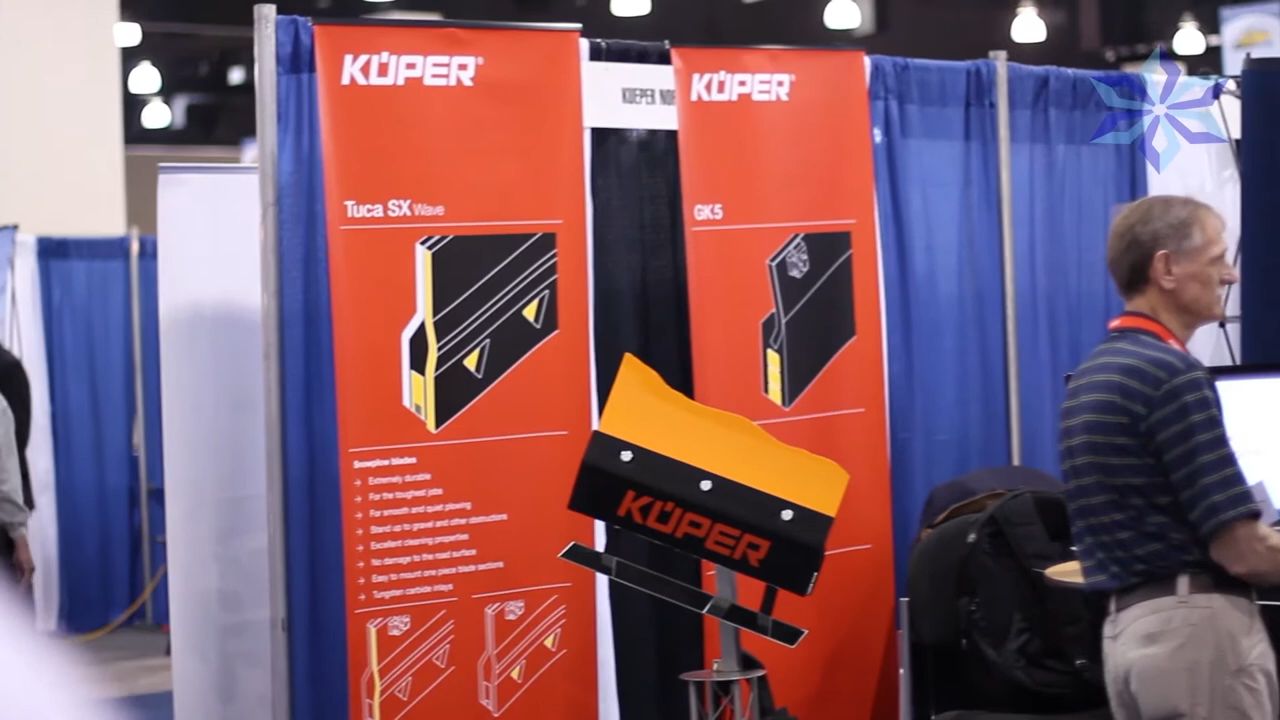 KÜPER®
Tuca SX Wave
Snowplow blades
→ Extremely durable
→ For the toughest jobs
→ For smooth and quiet plowing
→ Stand up to gravel and other obstructions
→ Excellent cleaning properties
→ No damage to the road surface
→ Easy to mount one piece blade sections
→ Tungsten carbide inlays
KUEPER
KÜPER®
GK5
KÜPER